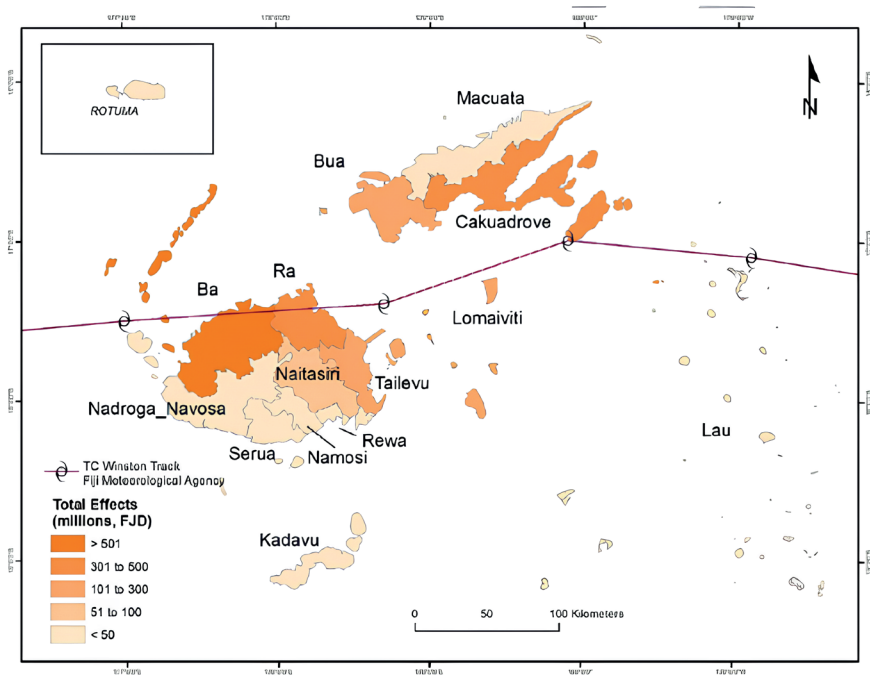 ROTUMA
N
Macuata
Bua
Cakuadrove
Ra
Ba
Lomaiviti
Naitasiri
Tailevu
Nadroga_Navosa
Lau
Rewa
Serua
Namosi
TC Winston Track
Fiji Meteorological Agency
Total Effects
(millions, FJD)
> 501
301 to 500
101 to 300
51 to 100
< 50
Kadavu
0 50 100 Kilometers